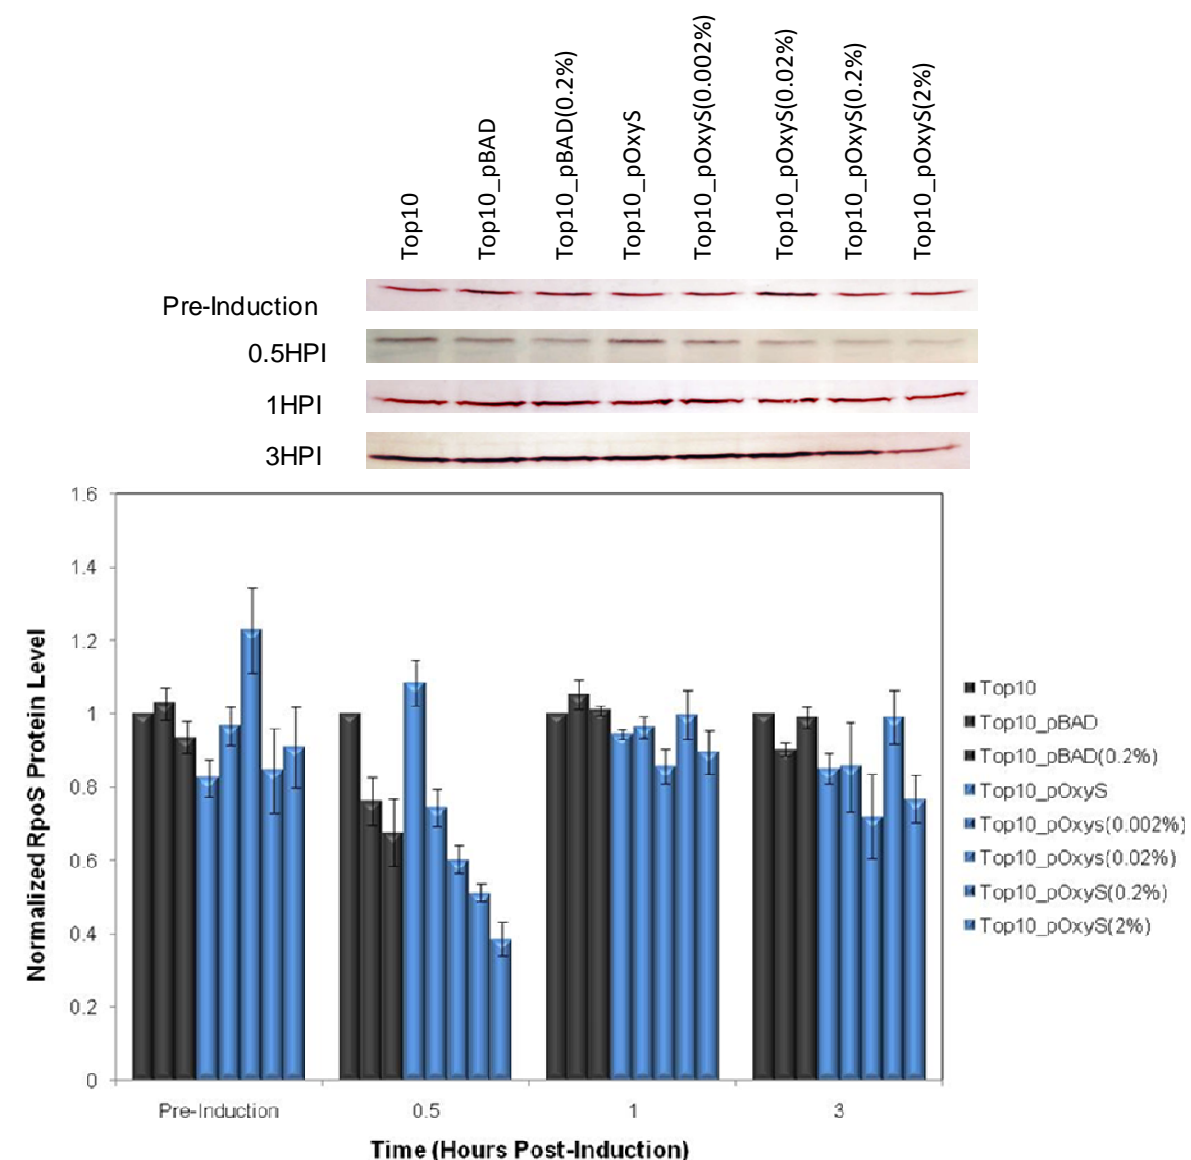 Top10
Top10_pBAD
Top10_pBAD(0.2%)
Top10_pOxyS
Top10_pOxyS(0.002%)
Top10_pOxyS(0.02%)
Top10_pOxyS(0.2%)
Top10_pOxyS(2%)
Pre-Induction
0.5HPI
1HPI
3HPI
Normalized RpoS Protein Level
1.6
1.4
1.2
1
0.8
0.6
0.4
0.2
0
Pre-Induction
0.5
1
3
Time (Hours Post-Induction)
Top10
Top10_pBAD
Top10_pBAD(0.2%)
Top10_pOxyS
Top10_pOxys(0.002%)
Top10_pOxys(0.02%)
Top10_pOxyS(0.2%)
Top10_pOxyS(2%)